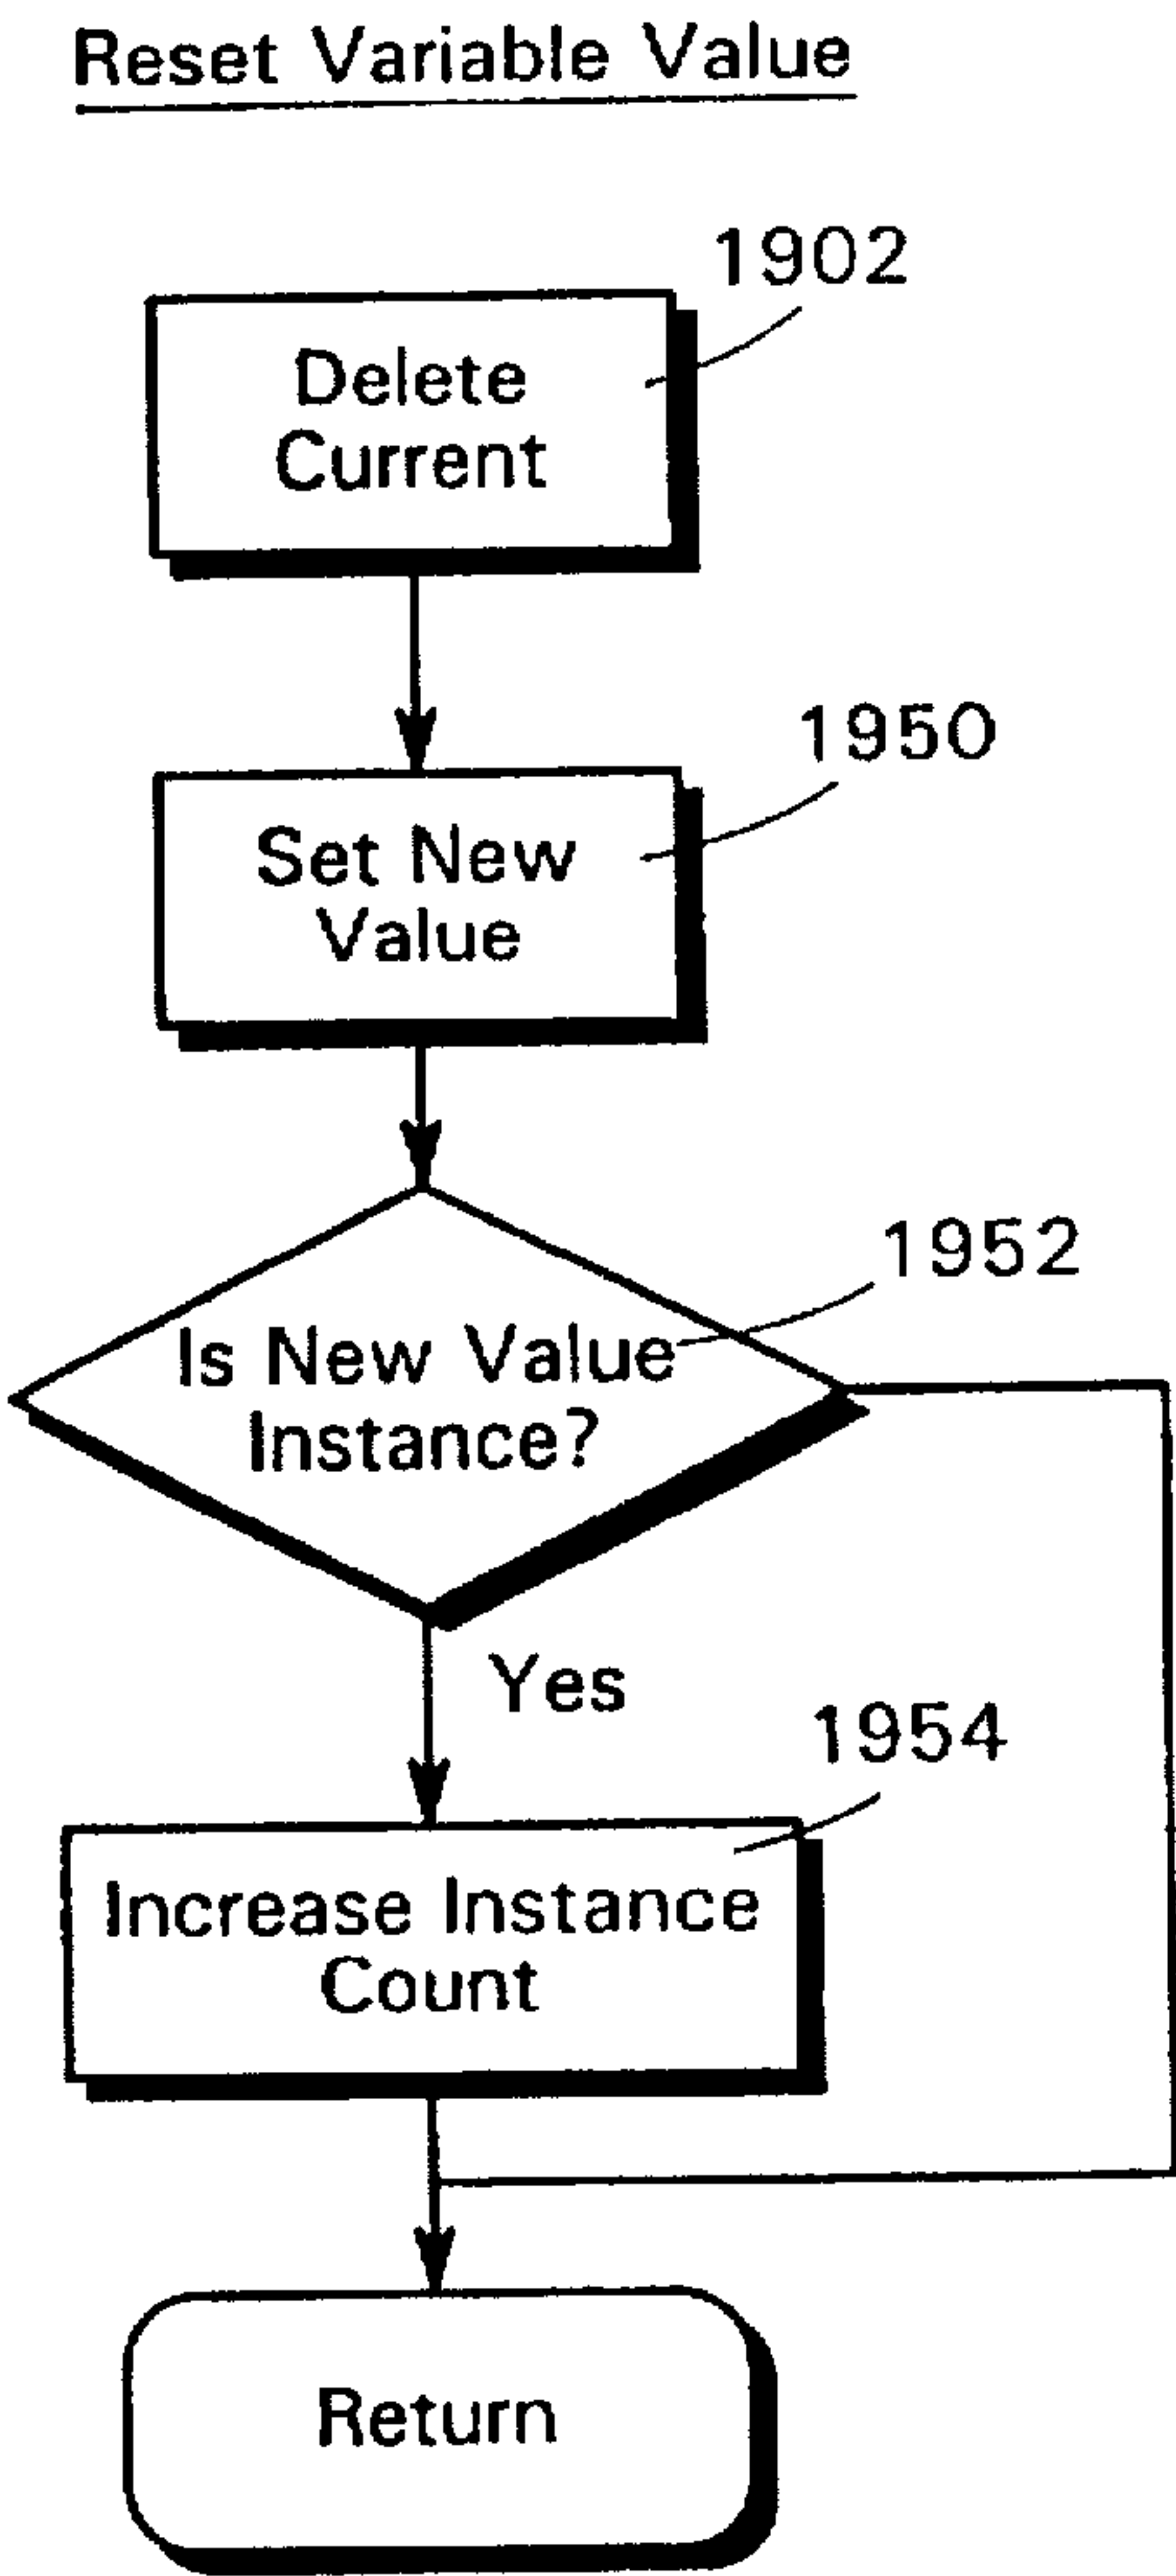 Reset Variable Value
1902
Delete
Current
1950
Set New
Value
1952
Is New Value
Instance?
Yes
1954
Increase Instance
Count
Return